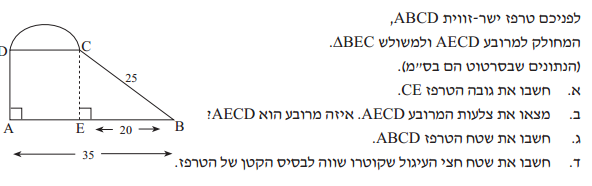 לפניכם טרפז ישר-זווית ABCD,
המחולק למרובע AECD ולמשולש ΔBEC.
(הנתונים שבסרטוט הם בס״מ).
א. חשבו את גובה הטרפז CE.
ב. מצאו את צלעות המרובע AECD. איזה מרובע הוא AECD?
ג. חשבו את שטח הטרפז ABCD.
ד. חשבו את שטח חצי העיגול שקוטרו שווה לבסיס הקטן של הטרפז.
D C
25
A E B
20
35